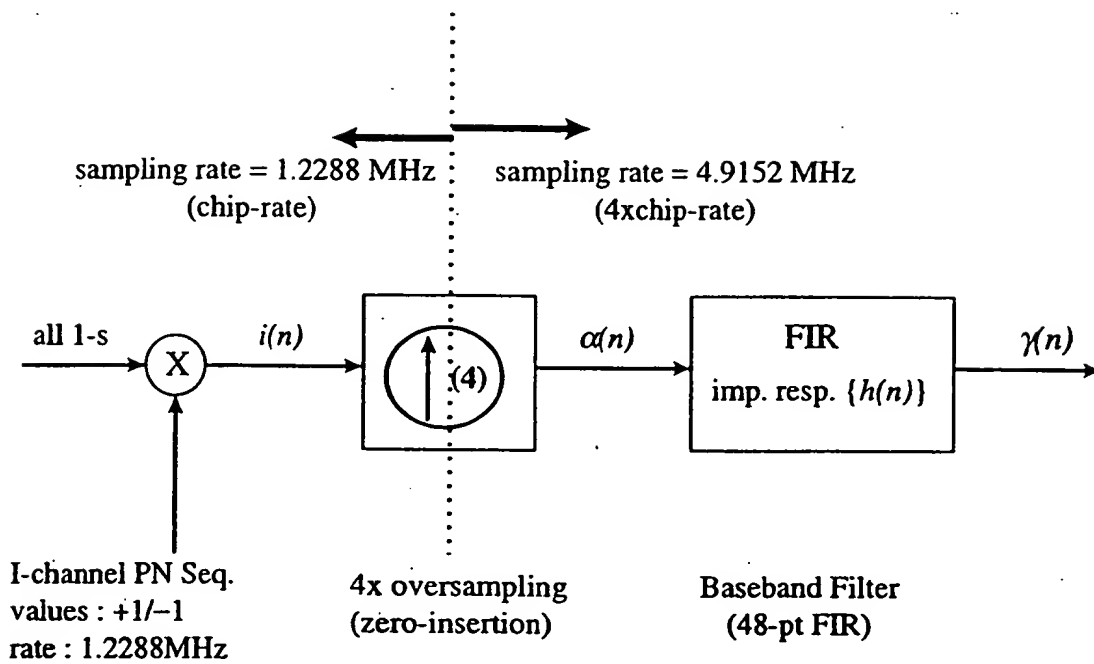 sampling rate = 1.2288 MHz
(chip-rate)
sampling rate = 4.9152 MHz
(4xchip-rate)
all 1-s
X
i(n)
(4)
α(n)
FIR
imp. resp. {h(n)}
γ(n)
I-channel PN Seq.
values : +1/−1
rate : 1.2288MHz
4x oversampling
(zero-insertion)
Baseband Filter
(48-pt FIR)